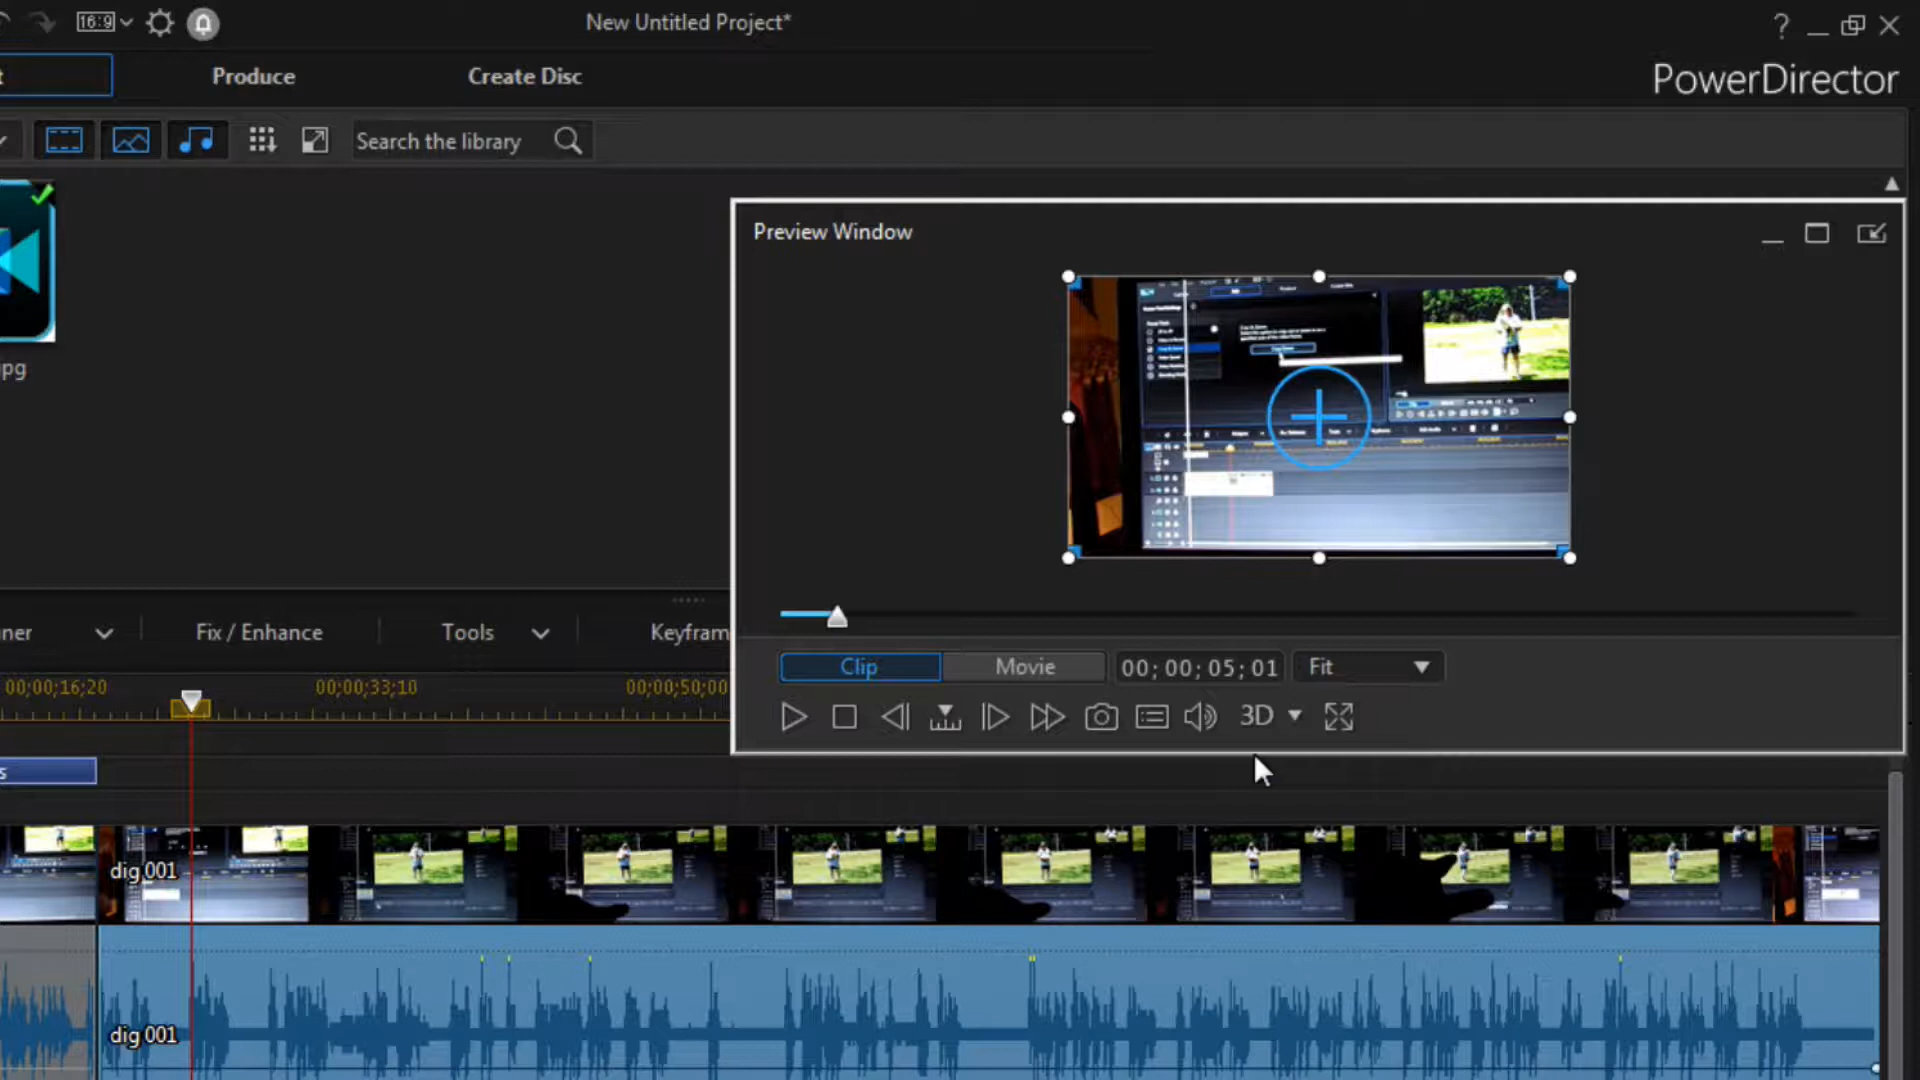 16:9
New Untitled Project*
?
Produce
Create Disc
PowerDirector
Search the library
Preview Window
Fix / Enhance
Tools
Keyfram
00;00;16;20
00;00;33;10
00;00;50;00
Clip
Movie
00; 00; 05; 01
Fit
3D
dig 001
dig 001